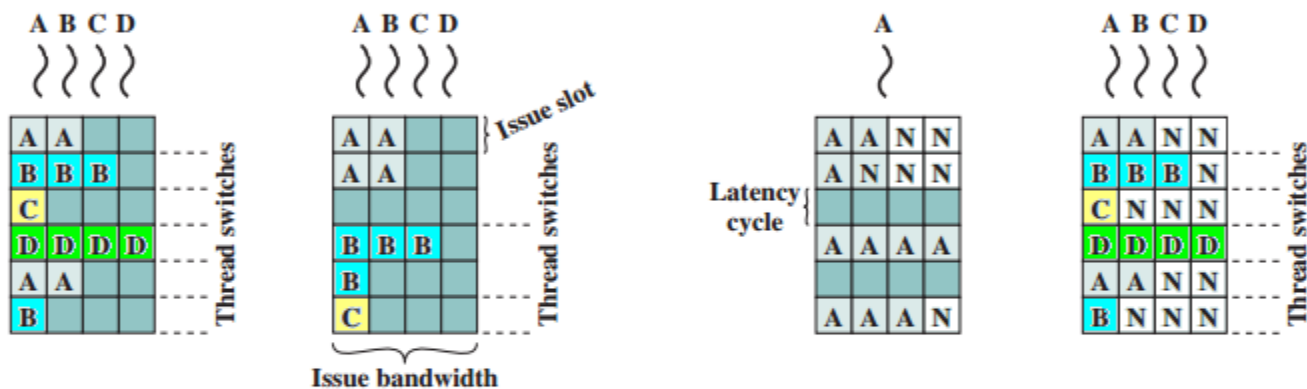 A B C D
A A
B B B
C
D D D D
A A
B
Thread switches
A B C D
Issue slot
A A
A A
B B B
B
C
Thread switches
Issue bandwidth
A
A A N N
A N N N
Latency
cycle
A A A A
A A A N
A B C D
A A N N
B B B N
C N N N
D D D D
A A N N
B N N N
Thread switches